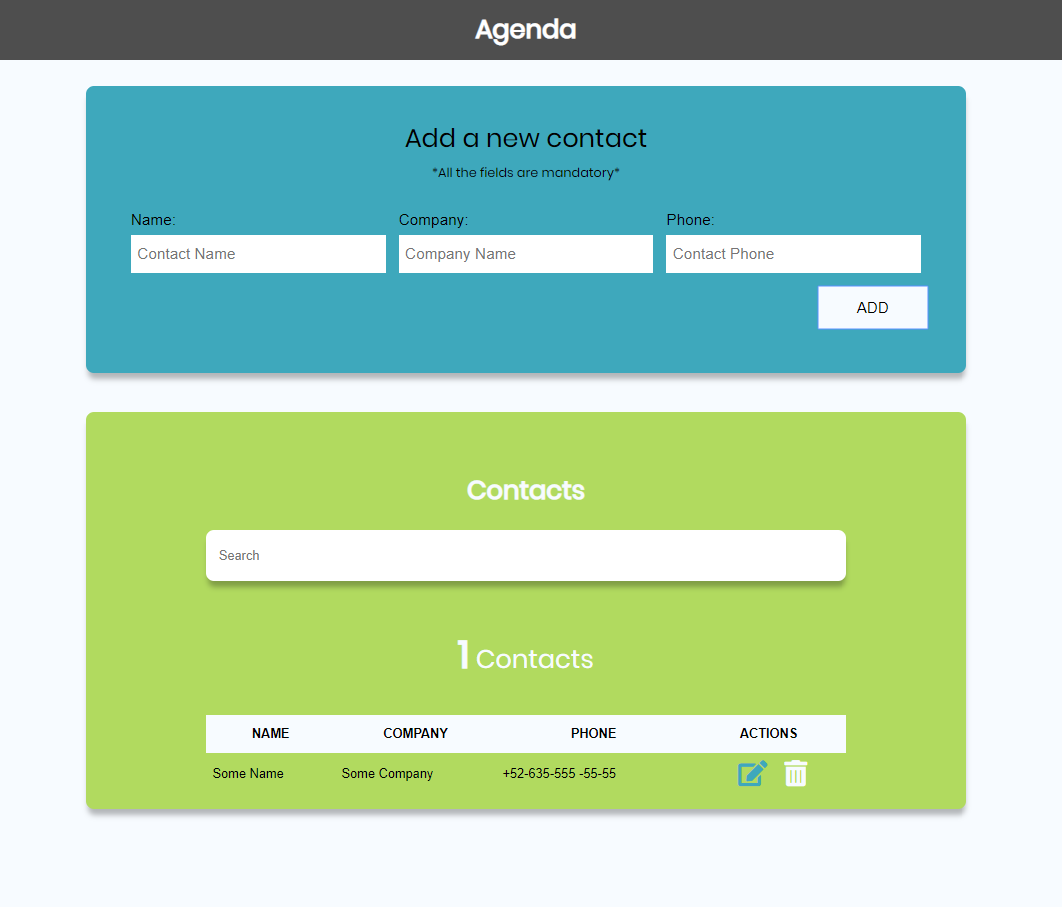 Agenda
Add a new contact
*All the fields are mandatory*
Name: Company: Phone:
Contact Name Company Name Contact Phone
ADD
Contacts
Search
1 Contacts
NAME COMPANY PHONE ACTIONS
Some Name Some Company +52-635-555 -55-55